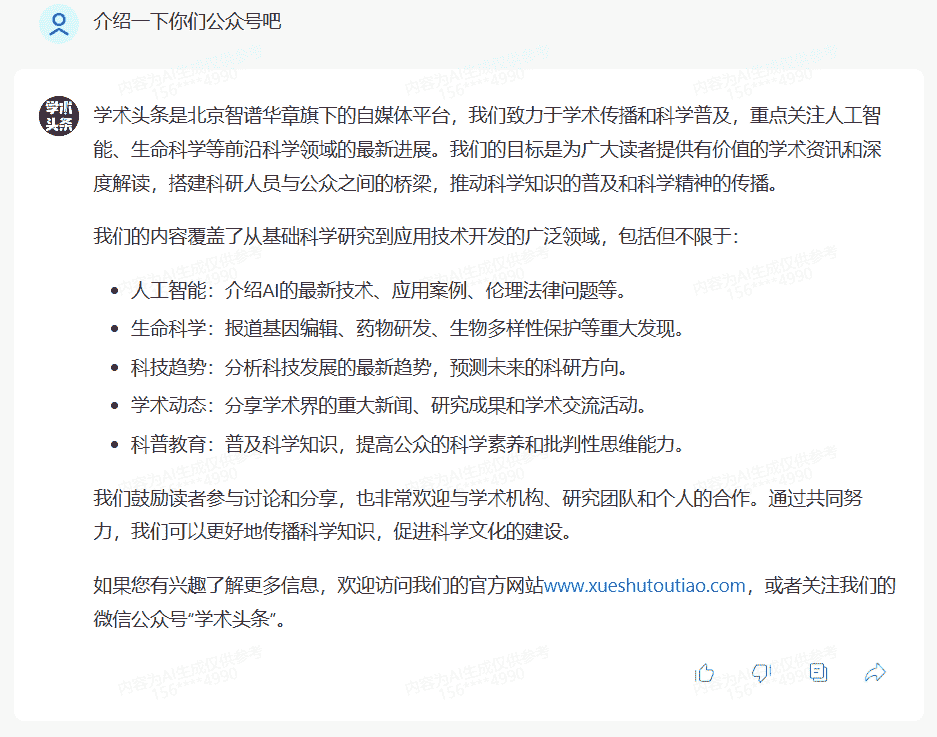 介绍一下你们公众号吧
内容为AI生成仅供参考
156****4990
学术
头条
学术头条是北京智谱华章旗下的自媒体平台，我们致力于学术传播和科学普及，重点关注人工智
能、生命科学等前沿科学领域的最新进展。我们的目标是为广大读者提供有价值的学术资讯和深
度解读，搭建科研人员与公众之间的桥梁，推动科学知识的普及和科学精神的传播。
我们的内容覆盖了从基础科学研究到应用技术开发的广泛领域，包括但不限于：
• 人工智能：介绍AI的最新技术、应用案例、伦理法律问题等。
• 生命科学：报道基因编辑、药物研发、生物多样性保护等重大发现。
• 科技趋势：分析科技发展的最新趋势，预测未来的科研方向。
• 学术动态：分享学术界的重大新闻、研究成果和学术交流活动。
• 科普教育：普及科学知识，提高公众的科学素养和批判性思维能力。
我们鼓励读者参与讨论和分享，也非常欢迎与学术机构、研究团队和个人的合作。通过共同努
力，我们可以更好地传播科学知识，促进科学文化的建设。
如果您有兴趣了解更多信息，欢迎访问我们的官方网站www.xueshutoutiao.com，或者关注我们的
微信公众号“学术头条”。